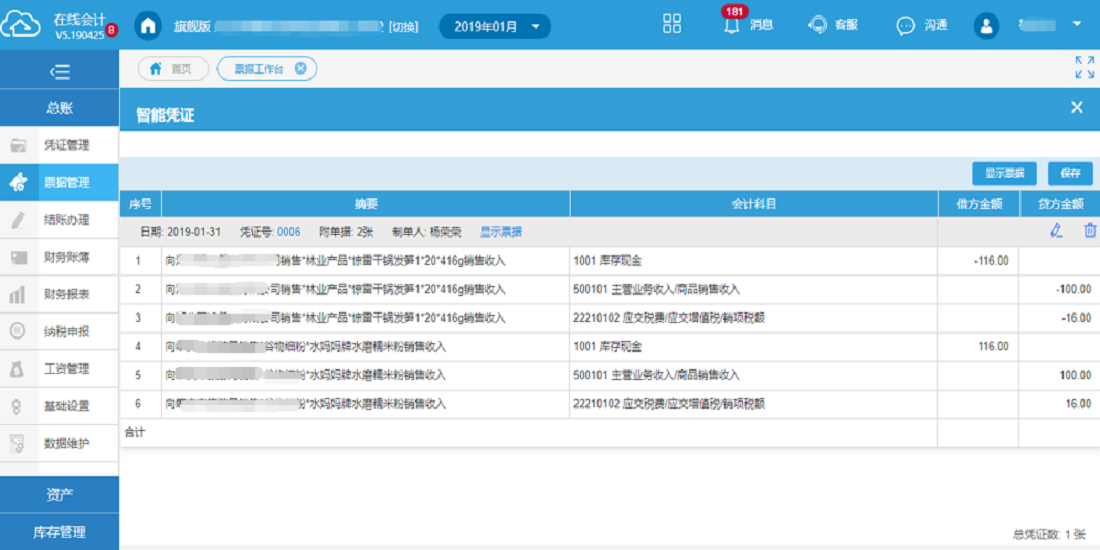 在线会计
V5.190425
8
旗舰版
[切换]
2019年01月
181
消息
客服
沟通
首页
票据工作台
总账
智能凭证
凭证管理
票据管理
显示票据 保存
结账办理
序号 摘要 会计科目 借方金额 贷方金额
日期: 2019-01-31 凭证号: 0006 附单据: 2张 制单人: 杨荣荣 显示票据
财务账簿
1 向 司销售*林业产品*惊雷干锅发笋1*20*416g销售收入 1001 库存现金 -116.00
2 向 公司销售*林业产品*惊雷干锅发笋1*20*416g销售收入 500101 主营业务收入/商品销售收入 -100.00
财务报表
3 向 公司销售*林业产品*惊雷干锅发笋1*20*416g销售收入 22210102 应交税费/应交增值税/销项税额 -16.00
纳税申报
4 向 谷物细粉*水妈妈牌水磨糯米粉销售收入 1001 库存现金 116.00
工资管理
5 向 *水妈妈牌水磨糯米粉销售收入 500101 主营业务收入/商品销售收入 100.00
基础设置
6 向 *水妈妈牌水磨糯米粉销售收入 22210102 应交税费/应交增值税/销项税额 16.00
合计
数据维护
资产
库存管理
总凭证数: 1 张